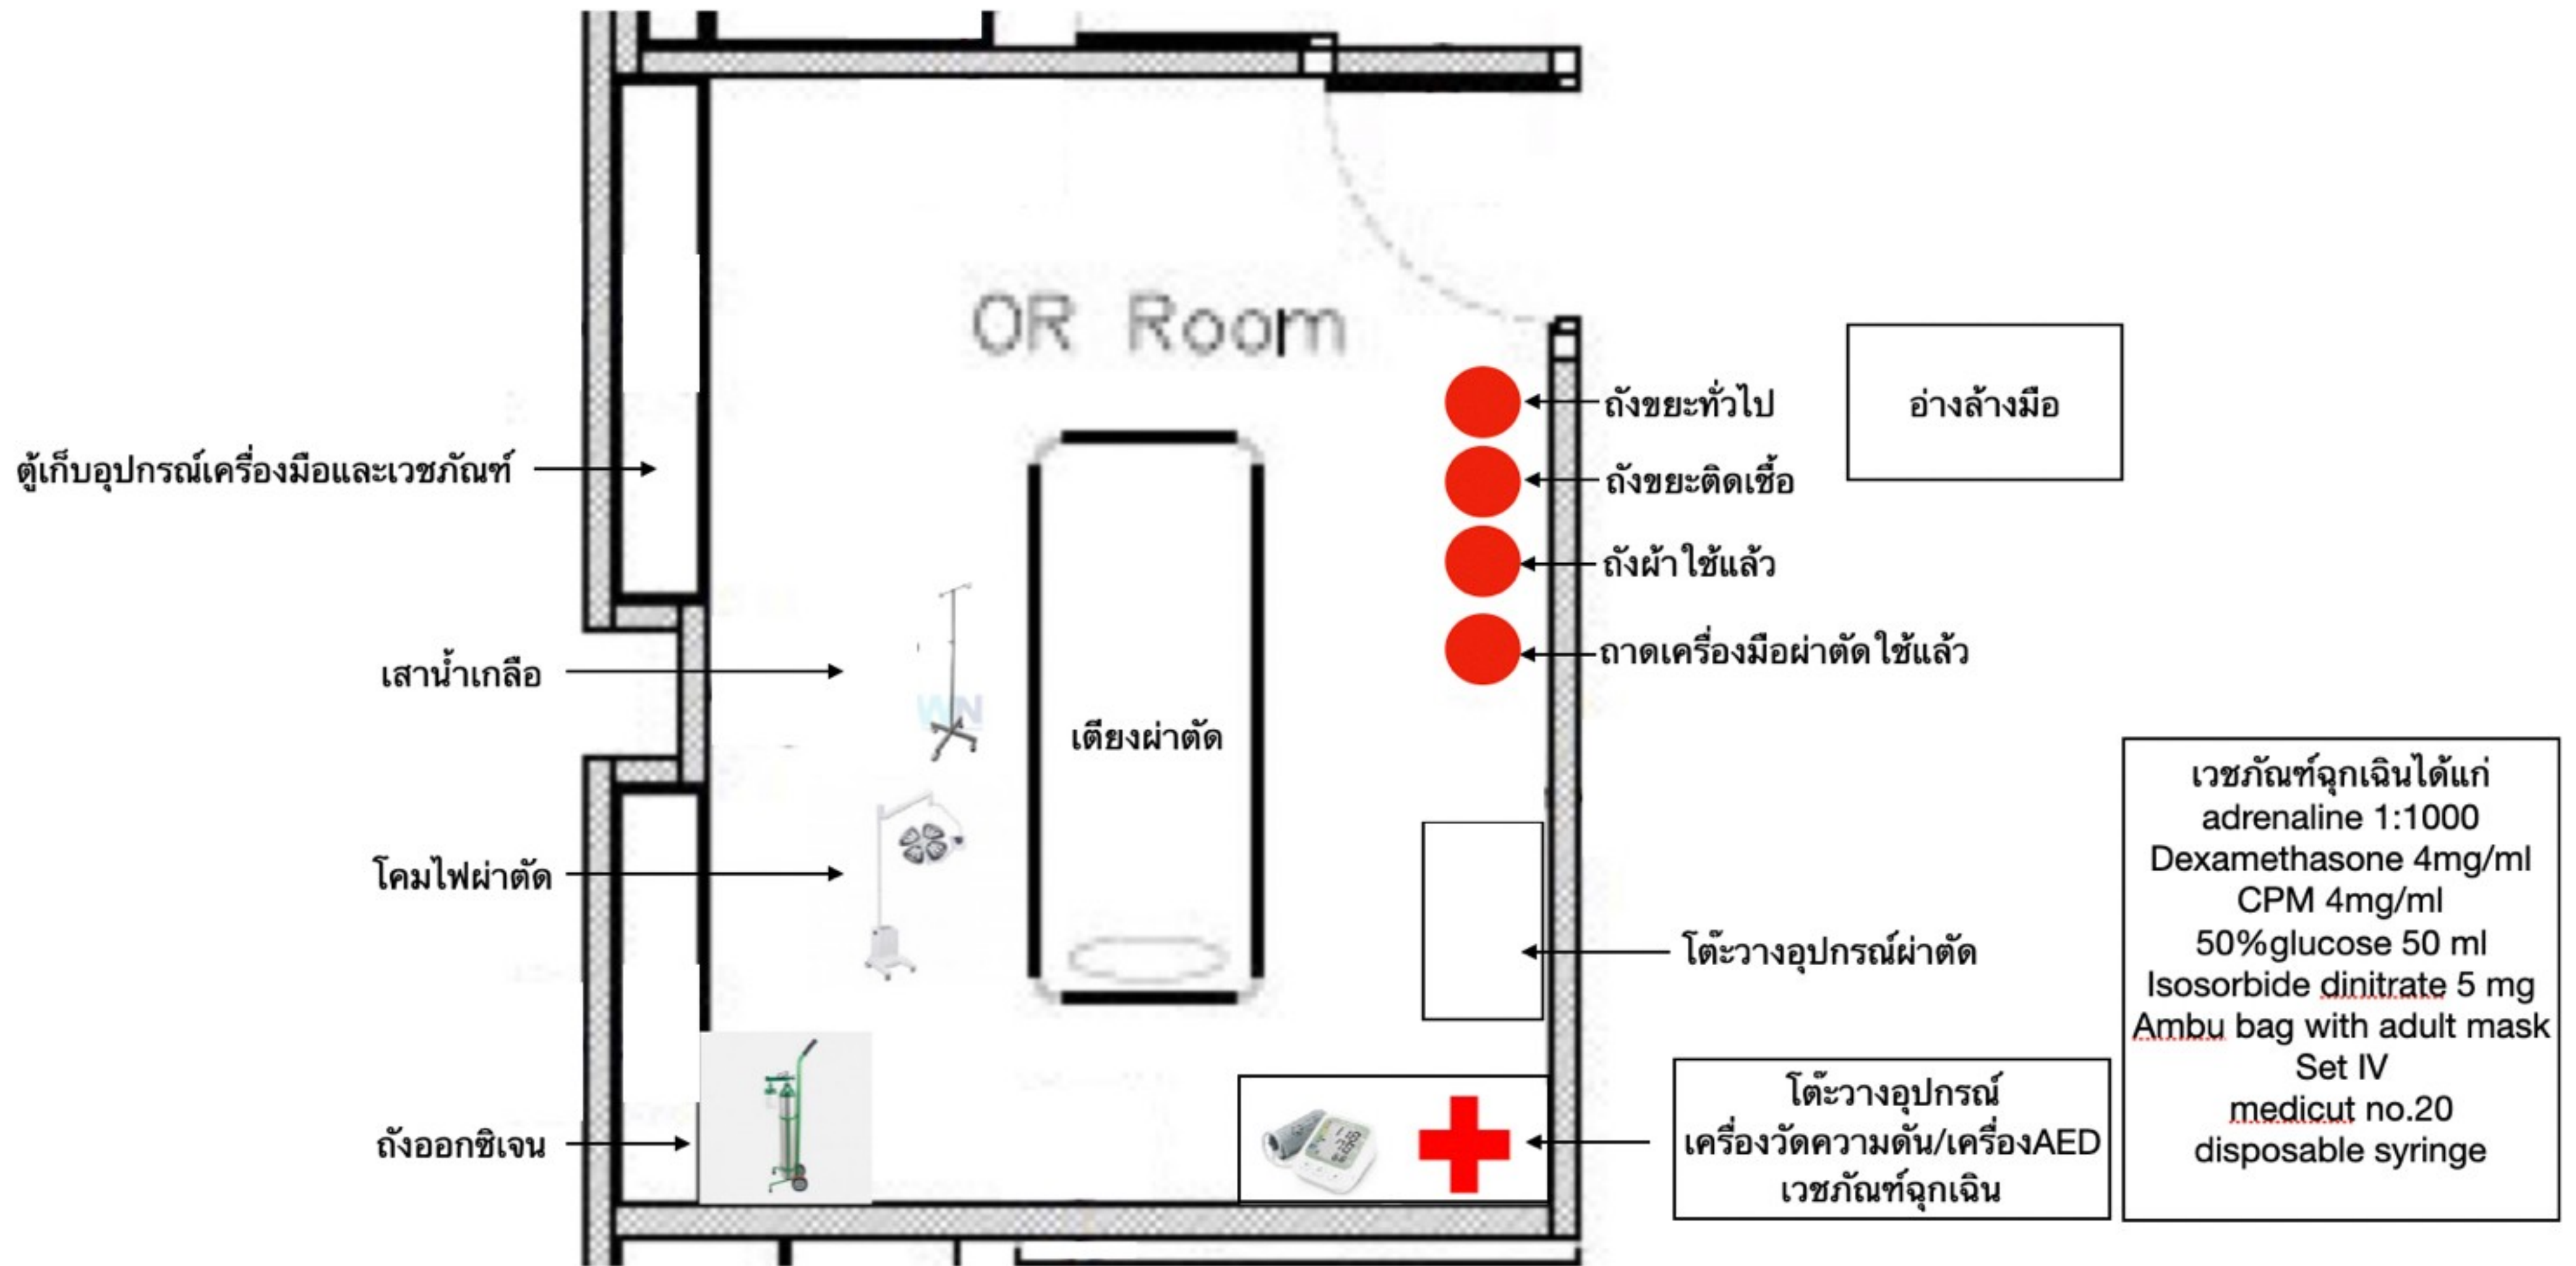 OR Room
ตู้เก็บอุปกรณ์เครื่องมือและเวชภัณฑ์
เสาน้ำเกลือ
โคมไฟผ่าตัด
ถังออกซิเจน
WN
เตียงผ่าตัด
ถังขยะทั่วไป
ถังขยะติดเชื้อ
ถังผ้าใช้แล้ว
ถาดเครื่องมือผ่าตัดใช้แล้ว
อ่างล้างมือ
โต๊ะวางอุปกรณ์ผ่าตัด
โต๊ะวางอุปกรณ์
เครื่องวัดความดัน/เครื่องAED
เวชภัณฑ์ฉุกเฉิน
เวชภัณฑ์ฉุกเฉินได้แก่
adrenaline 1:1000
Dexamethasone 4mg/ml
CPM 4mg/ml
50%glucose 50 ml
Isosorbide dinitrate 5 mg
Ambu bag with adult mask
Set IV
medicut no.20
disposable syringe